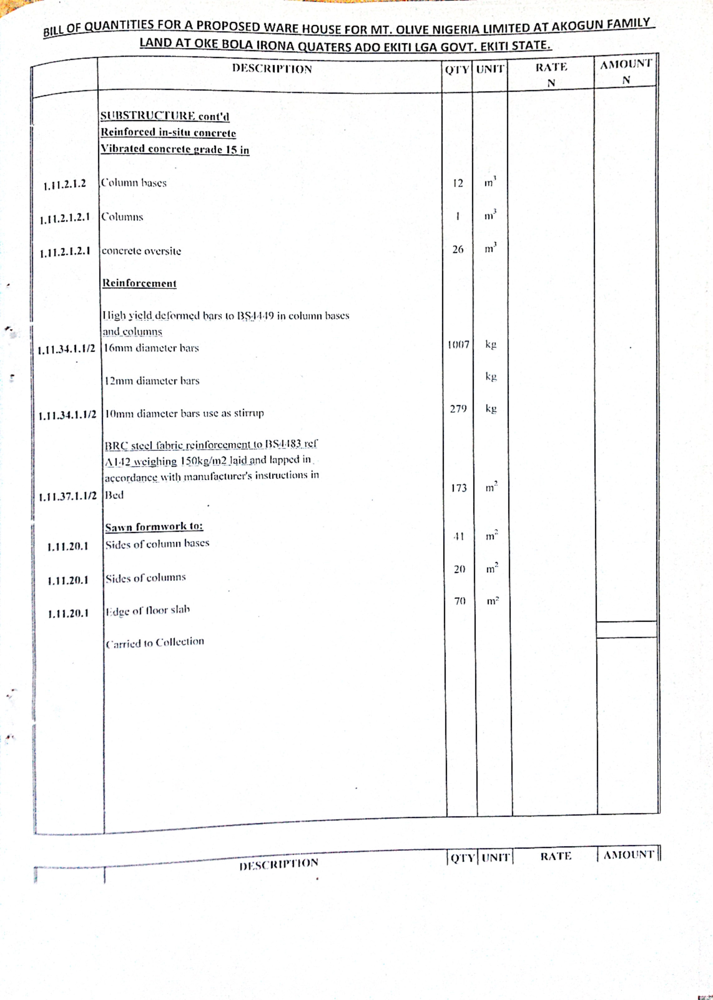 BILL OF QUANTITIES FOR A PROPOSED WARE HOUSE FOR MT. OLIVE NIGERIA LIMITED AT AKOGUN FAMILY
LAND AT OKE BOLA IRONA QUATERS ADO EKITI LGA GOVT. EKITI STATE.
DESCRIPTION QTY UNIT RATE AMOUNT
N N
SUBSTRUCTURE cont'd
Reinforced in-situ concrete
Vibrated concrete grade 15 in
1.11.2.1.2 Column bases 12 m³
1.11.2.1.2.1 Columns 1 m³
1.11.2.1.2.1 concrete oversite 26 m³
Reinforcement
High yield deformed bars to BS4449 in column bases
and columns
1.11.34.1.1/2 16mm diameter bars 1007 kg
12mm diameter bars kg
1.11.34.1.1/2 10mm diameter bars use as stirrup 279 kg
BRC steel fabric reinforcement to BS4483 ref
A142 weighing 150kg/m2 laid and lapped in
accordance with manufacturer's instructions in
1.11.37.1.1/2 Bed 173 m²
Sawn formwork to:
1.11.20.1 Sides of column bases 41 m²
1.11.20.1 Sides of columns 20 m²
1.11.20.1 Edge of floor slab 70 m²
Carried to Collection
DESCRIPTION QTY UNIT RATE AMOUNT